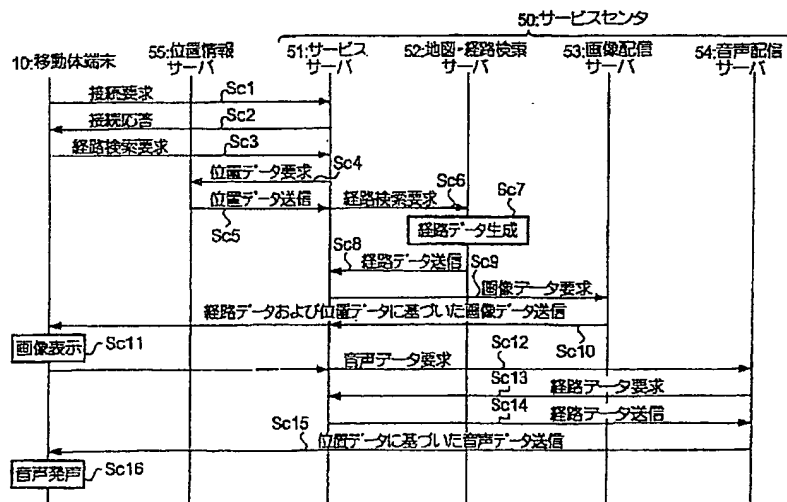 50:サービスセンタ
10:移動体端末
55:位置情報
サーバ
51:サービス
サーバ
52:地図・経路検索
サーバ
53:画像配信
サーバ
54:音声配信
サーバ
接続要求
Sc1
接続応答
Sc2
経路検索要求
Sc3
位置データ要求
Sc4
位置データ送信
Sc5
経路検索要求
Sc6
Sc7
経路データ生成
Sc8
経路データ送信
Sc9
画像データ要求
経路データおよび位置データに基づいた画像データ送信
Sc10
画像表示
Sc11
音声データ要求
Sc12
Sc13
経路データ要求
Sc14
経路データ送信
Sc15
位置データに基づいた音声データ送信
音声発声
Sc16